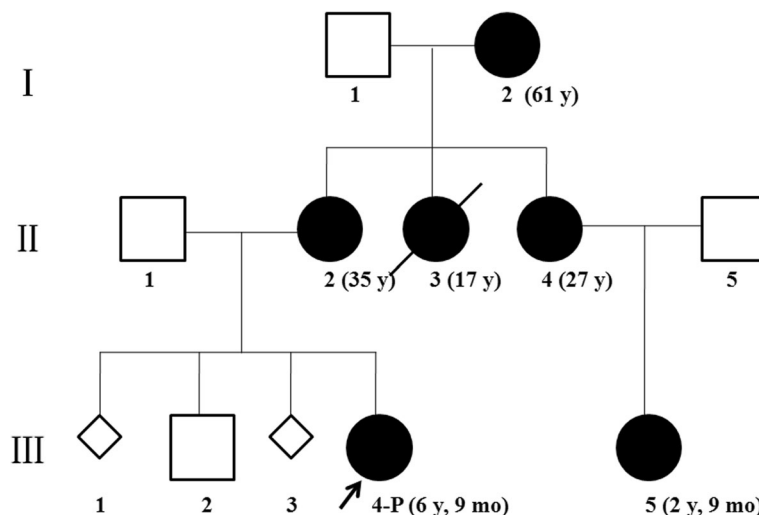 I
1
2 (61 y)
II
1
2 (35 y)
3 (17 y)
4 (27 y)
5
III
1
2
3
4-P (6 y, 9 mo)
5 (2 y, 9 mo)